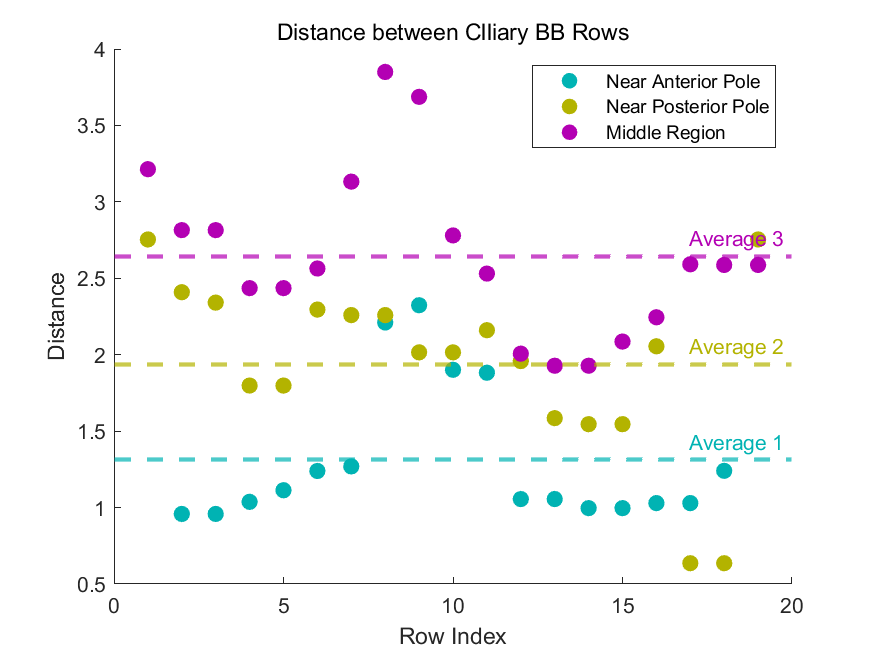 Distance between CIliary BB Rows
4
3.5
3
2.5
2
1.5
1
0.5
0
5
10
15
20
Distance
Row Index
Near Anterior Pole
Near Posterior Pole
Middle Region
Average 3
Average 2
Average 1